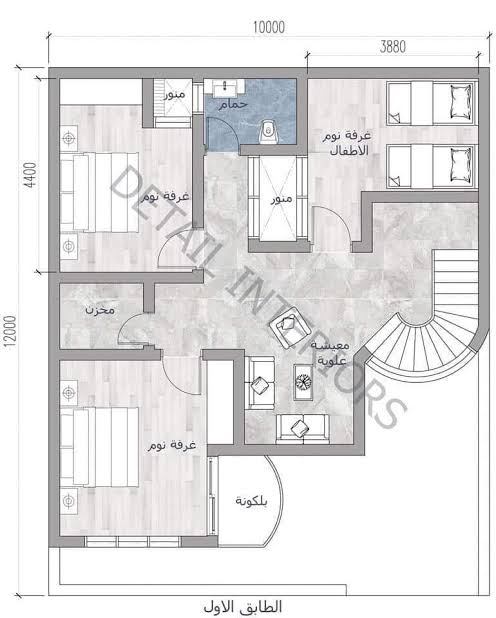 10000
3880
4400
12000
منور
حمام
غرفة نوم
الاطفال
غرفة نوم
منور
مخزن
معيشة
علوية
غرفة نوم
بلكونة
DETAIL INTERIORS
الطابق الاول